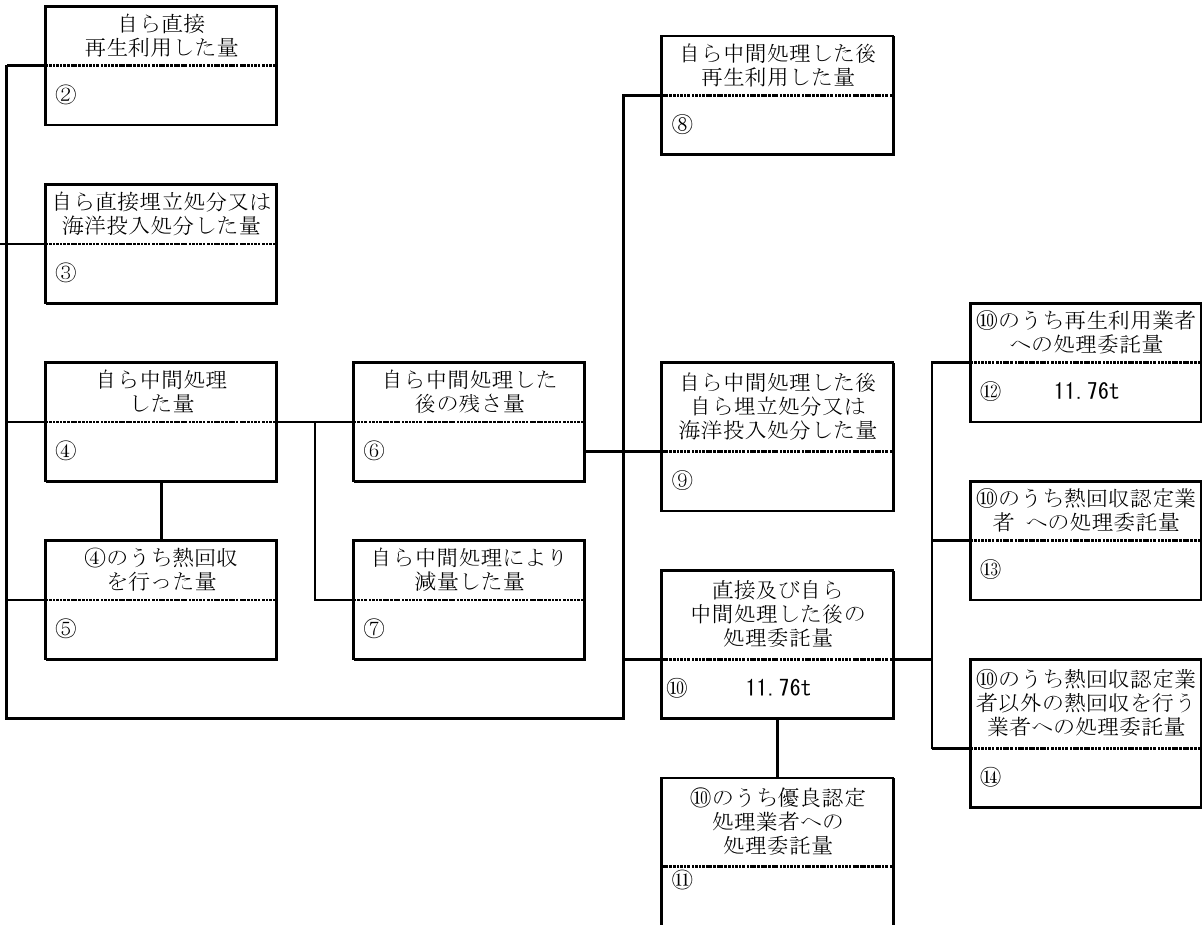 自ら直接
再生利用した量
②
自ら直接埋立処分又は
海洋投入処分した量
③
自ら中間処理
した量
④
④のうち熱回収
を行った量
⑤
自ら中間処理した
後の残さ量
⑥
自ら中間処理により
減量した量
⑦
自ら中間処理した後
再生利用した量
⑧
自ら中間処理した後
自ら埋立処分又は
海洋投入処分した量
⑨
直接及び自ら
中間処理した後の
処理委託量
⑩ 11.76t
⑩のうち優良認定
処理業者への
処理委託量
⑪
⑩のうち再生利用業者
への処理委託量
⑫ 11.76t
⑩のうち熱回収認定業
者 への処理委託量
⑬
⑩のうち熱回収認定業
者以外の熱回収を行う
業者への処理委託量
⑭